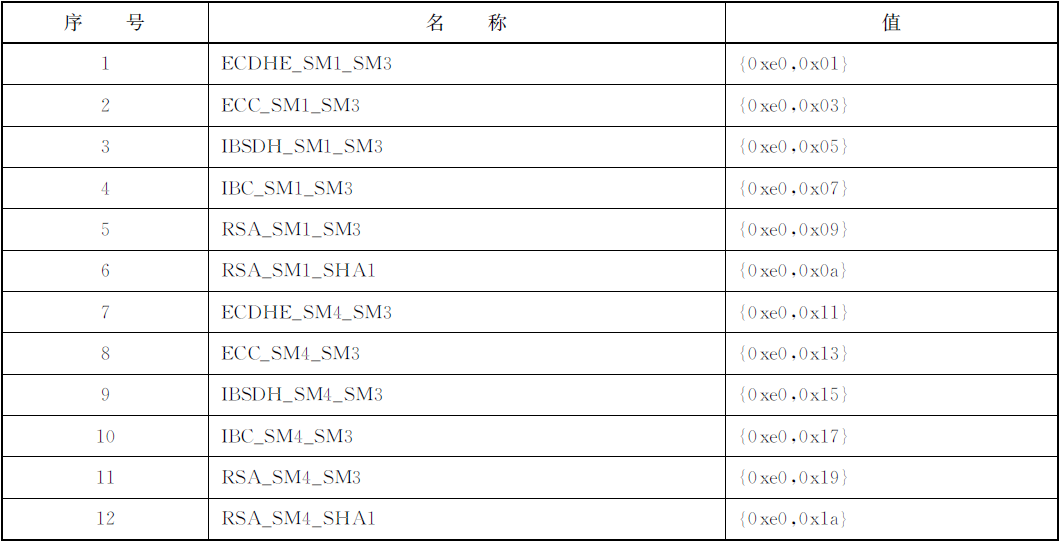 序 号 名 称 值
1 ECDHE_SM1_SM3 {0xe0,0x01}
2 ECC_SM1_SM3 {0xe0,0x03}
3 IBSDH_SM1_SM3 {0xe0,0x05}
4 IBC_SM1_SM3 {0xe0,0x07}
5 RSA_SM1_SM3 {0xe0,0x09}
6 RSA_SM1_SHA1 {0xe0,0x0a}
7 ECDHE_SM4_SM3 {0xe0,0x11}
8 ECC_SM4_SM3 {0xe0,0x13}
9 IBSDH_SM4_SM3 {0xe0,0x15}
10 IBC_SM4_SM3 {0xe0,0x17}
11 RSA_SM4_SM3 {0xe0,0x19}
12 RSA_SM4_SHA1 {0xe0,0x1a}